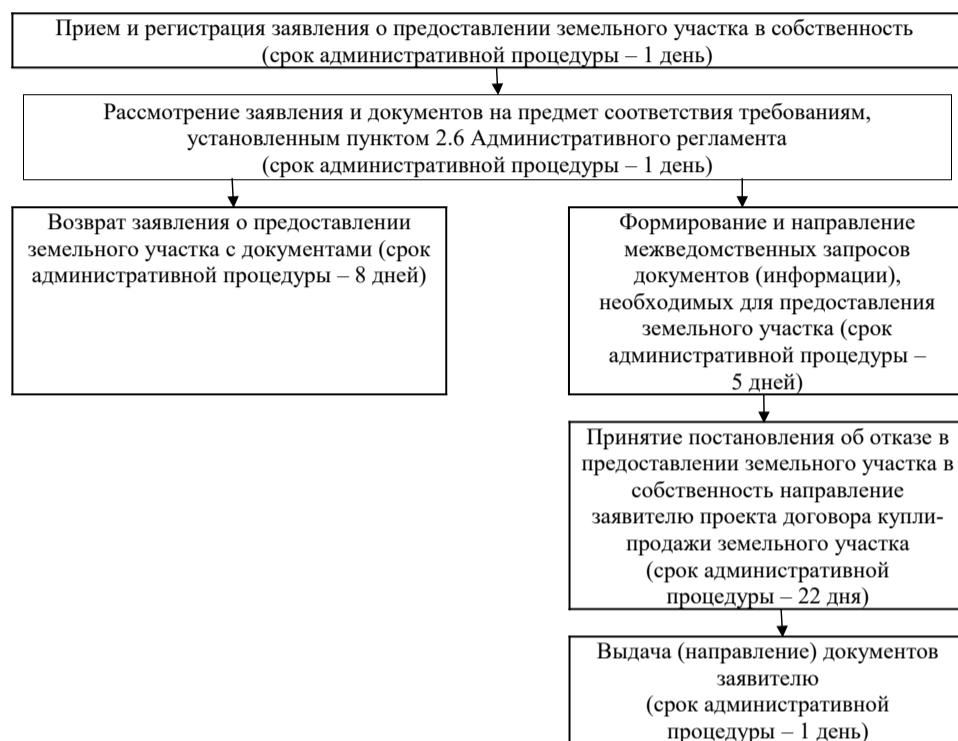 Прием и регистрация заявления о предоставлении земельного участка в собственность
(срок административной процедуры – 1 день)
Рассмотрение заявления и документов на предмет соответствия требованиям,
установленным пунктом 2.6 Административного регламента
(срок административной процедуры – 1 день)
Возврат заявления о предоставлении
земельного участка с документами (срок
административной процедуры – 8 дней)
Формирование и направление
межведомственных запросов
документов (информации),
необходимых для предоставления
земельного участка (срок
административной процедуры –
5 дней)
Принятие постановления об отказе в
предоставлении земельного участка в
собственность направление
заявителю проекта договора купли-
продажи земельного участка
(срок административной
процедуры – 22 дня)
Выдача (направление) документов
заявителю
(срок административной
процедуры – 1 день)